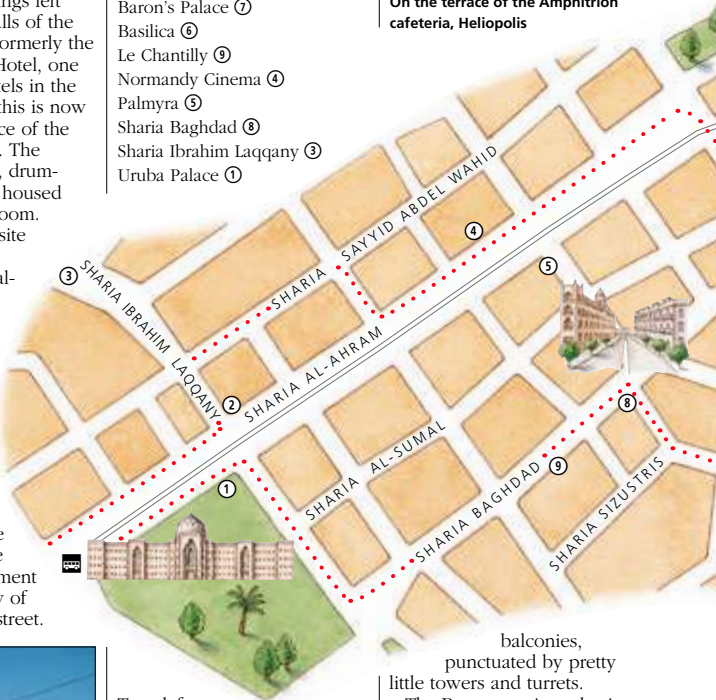 ings left
alls of the
ormerly the
Hotel, one
tels in the
this is now
ce of the
. The
, drum-
housed
oom.
site
al-
e
e
ment
y of
street.
Baron's Palace ⑦
Basilica ⑥
Le Chantilly ⑨
Normandy Cinema ④
Palmyra ⑤
Sharia Baghdad ⑧
Sharia Ibrahim Laqqany ③
Uruba Palace ①
On the terrace of the Amphitrion
cafeteria, Heliopolis
SHARIA SAYYID ABDEL WAHID
④
③
SHARIA IBRAHIM LAQQANY
⑤
②
SHARIA AL-AHRAM
⑧
SHARIA AL-SUMAL
⑨
SHARIA BAGHDAD
SHARIA SIZUSTRIS
①
balconies,
punctuated by pretty
little towers and turrets.